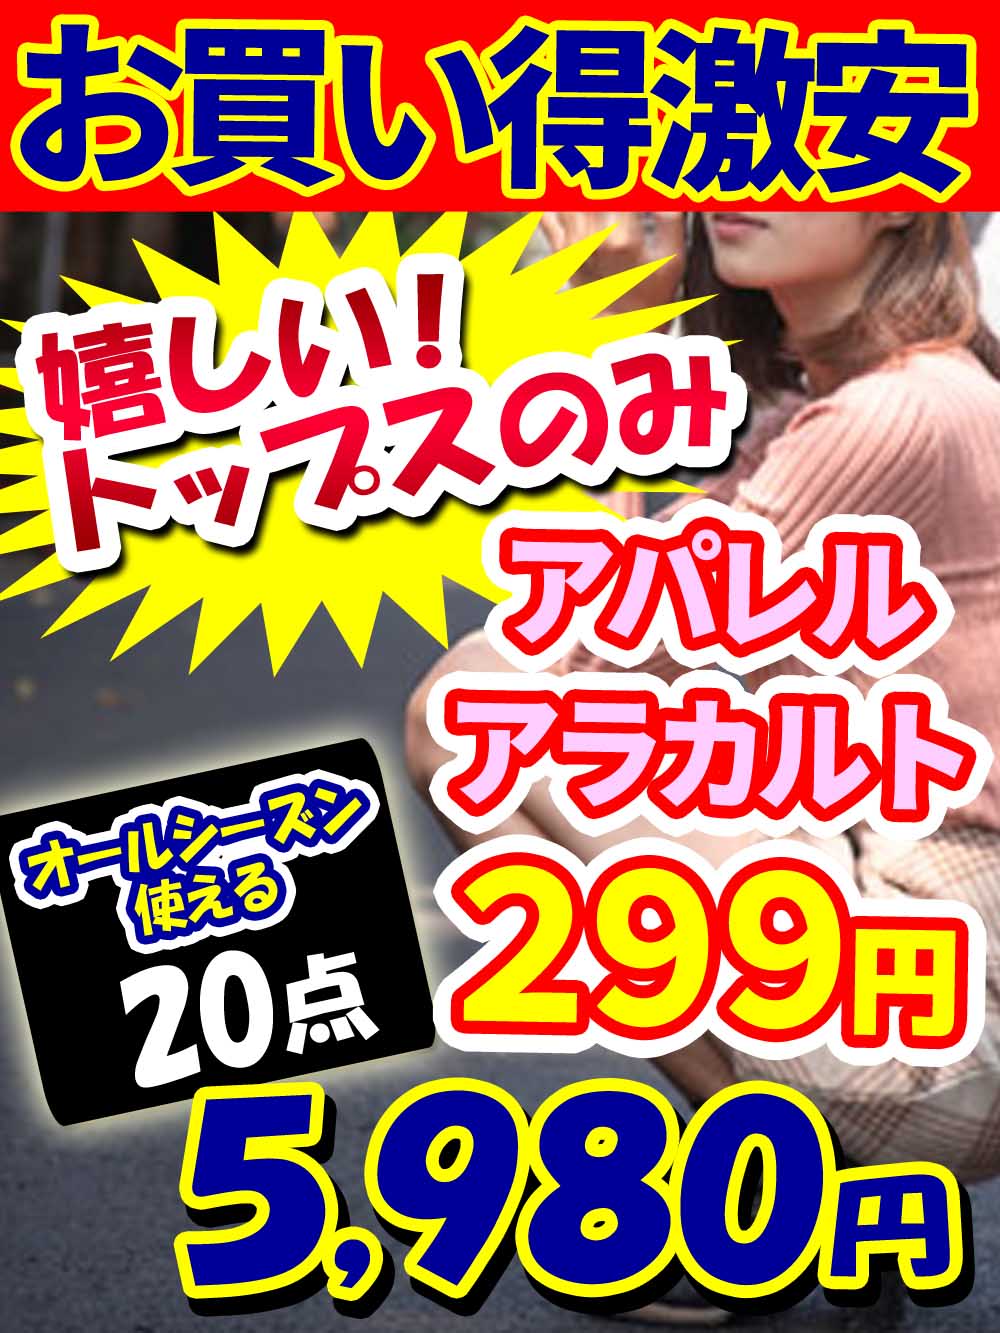 お買い得激安
嬉しい！
トップスのみ
アパレル
アラカルト
299円
オールシーズン
使える
20点
5,980円